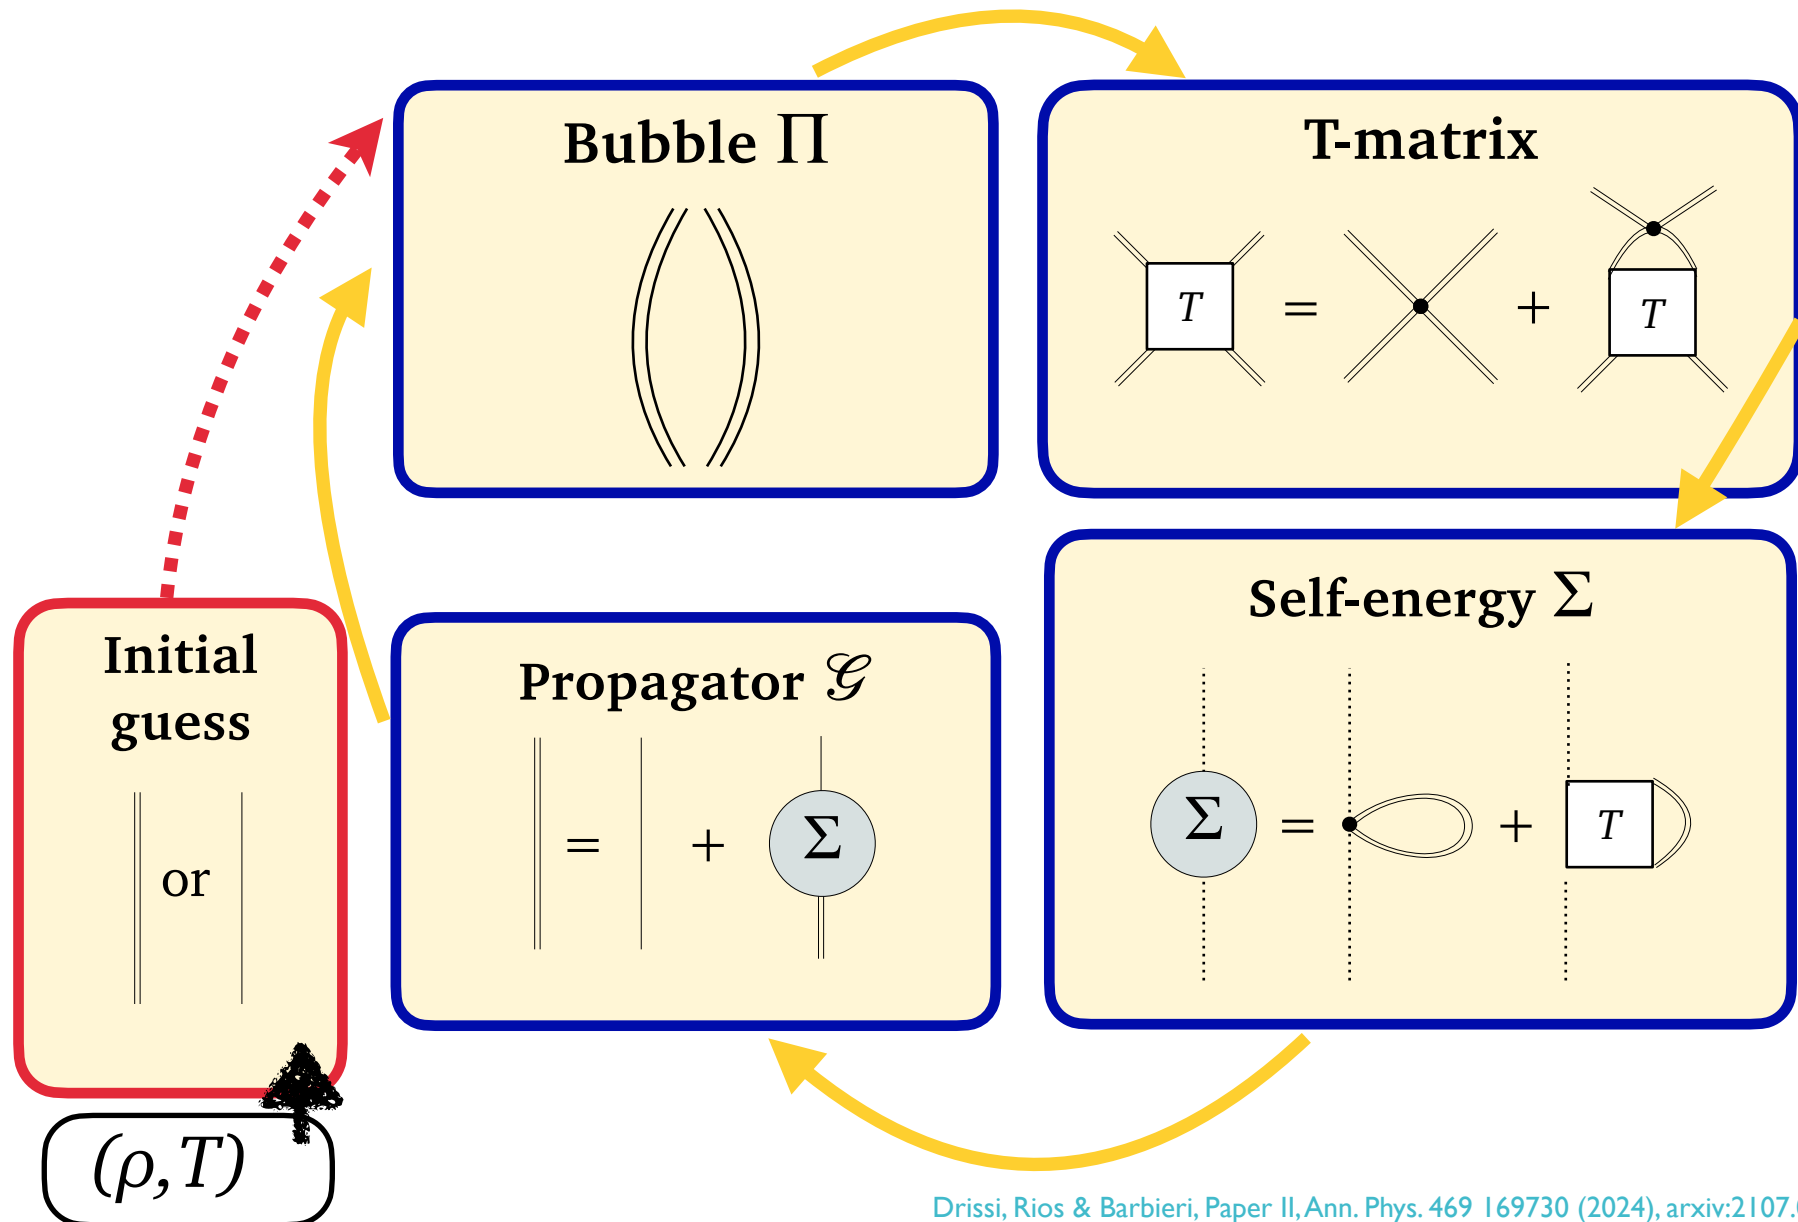 Bubble Π
T-matrix
T = + T
Initial
guess
or
(ρ,T)
Propagator 𝒢
= + Σ
Self-energy Σ
Σ = + T
Drissi, Rios & Barbieri, Paper II, Ann. Phys. 469 169730 (2024), arxiv:2107.